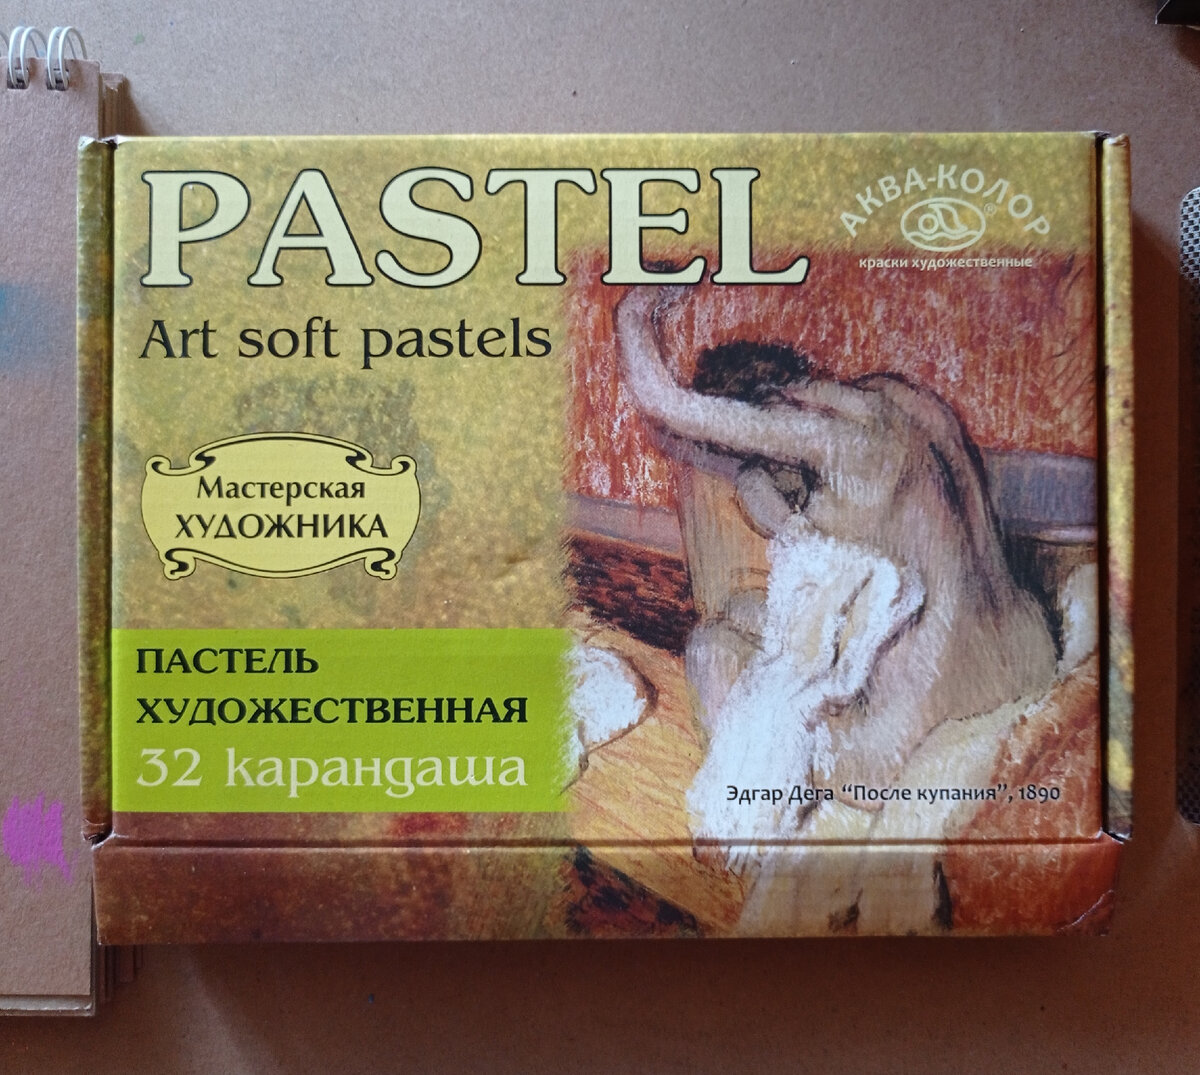 PASTEL
АКВА-КОЛОР
®
краски художественные
Art soft pastels
Мастерская
ХУДОЖНИКА
ПАСТЕЛЬ
ХУДОЖЕСТВЕННАЯ
32 карандаша
Эдгар Дега “После купания”, 1890